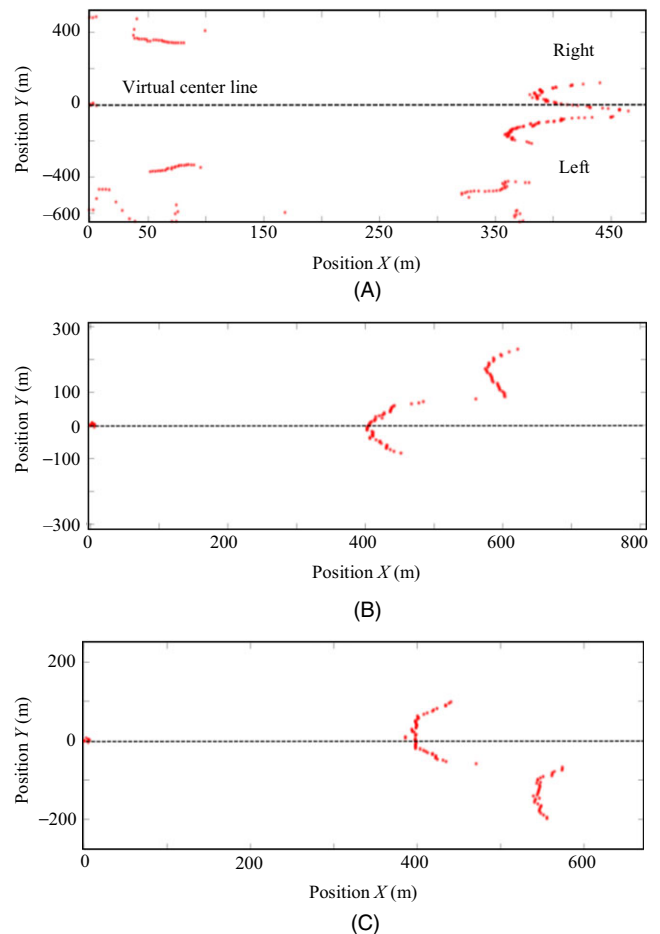 400
200
0
−200
−400
−600
Position Y (m)
Right
Virtual center line
Left
0
50
150
250
350
450
Position X (m)
(A)
300
100
0
−100
−300
Position Y (m)
0
200
400
600
800
Position X (m)
(B)
200
0
−200
Position Y (m)
0
200
400
600
Position X (m)
(C)